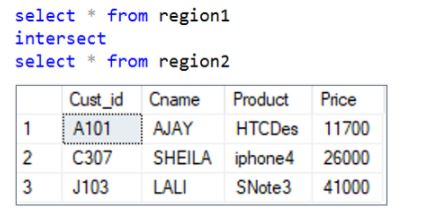 select * from region1
intersect
select * from region2
Cust_id Cname Product Price
1 A101 AJAY HTCDes 11700
2 C307 SHEILA iphone4 26000
3 J103 LALI SNote3 41000